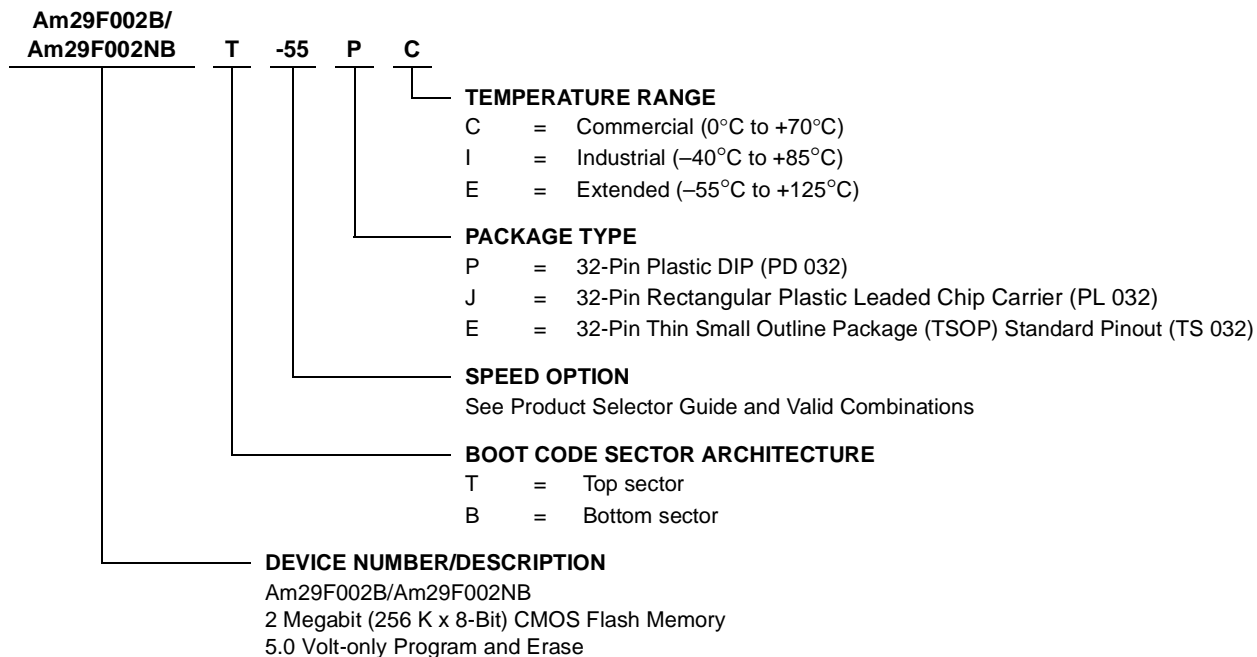 Am29F002B/
Am29F002NB T -55 P C
TEMPERATURE RANGE
C = Commercial (0°C to +70°C)
I = Industrial (–40°C to +85°C)
E = Extended (–55°C to +125°C)
PACKAGE TYPE
P = 32-Pin Plastic DIP (PD 032)
J = 32-Pin Rectangular Plastic Leaded Chip Carrier (PL 032)
E = 32-Pin Thin Small Outline Package (TSOP) Standard Pinout (TS 032)
SPEED OPTION
See Product Selector Guide and Valid Combinations
BOOT CODE SECTOR ARCHITECTURE
T = Top sector
B = Bottom sector
DEVICE NUMBER/DESCRIPTION
Am29F002B/Am29F002NB
2 Megabit (256 K x 8-Bit) CMOS Flash Memory
5.0 Volt-only Program and Erase